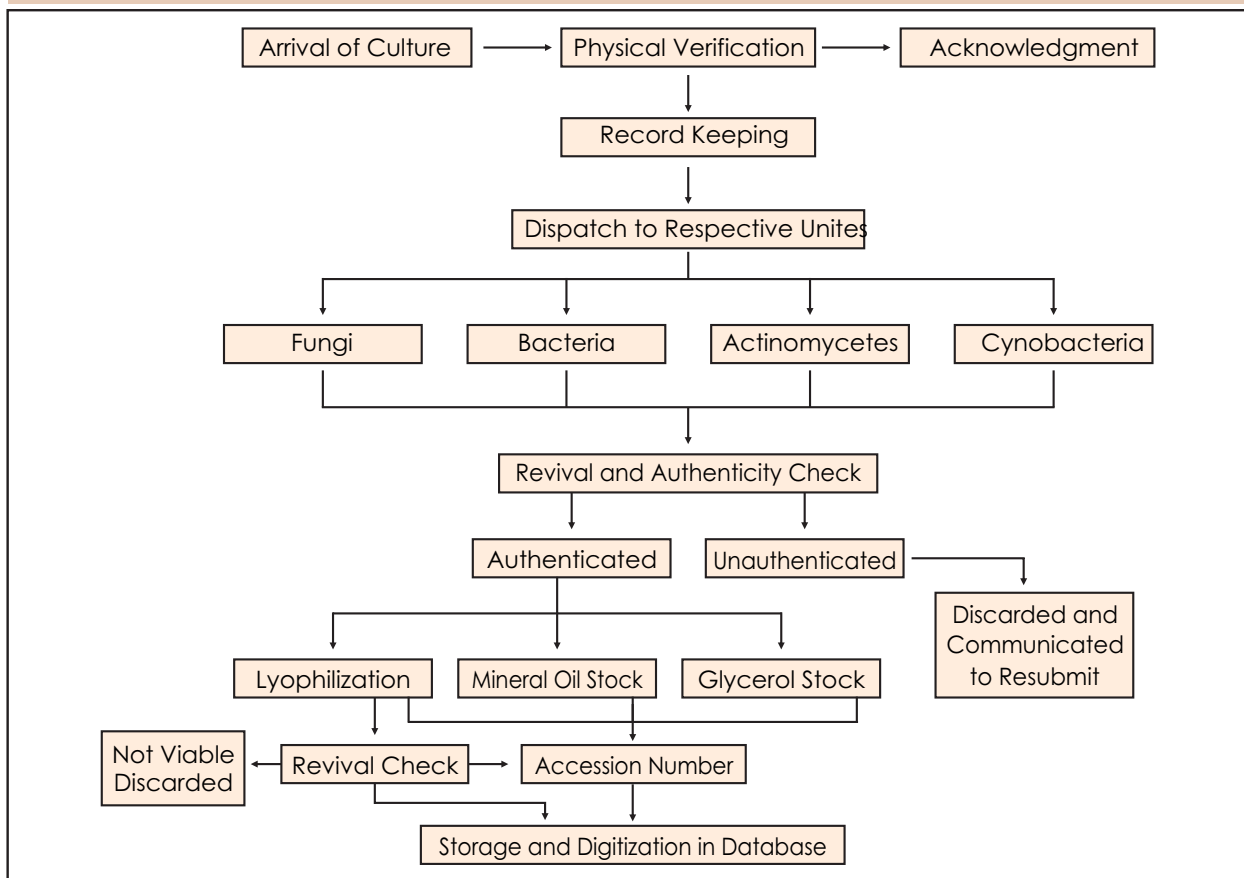 Arrival of Culture
Physical Verification
Acknowledgment
Record Keeping
Dispatch to Respective Unites
Fungi
Bacteria
Actinomycetes
Cynobacteria
Revival and Authenticity Check
Authenticated
Unauthenticated
Discarded and
Communicated
to Resubmit
Lyophilization
Mineral Oil Stock
Glycerol Stock
Not Viable
Discarded
Revival Check
Accession Number
Storage and Digitization in Database